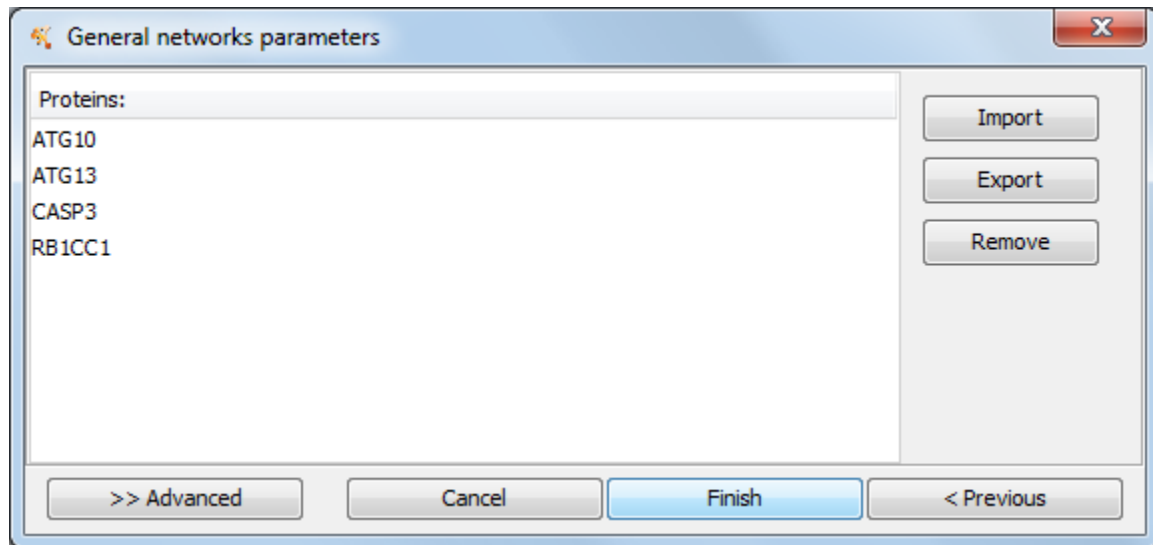 General networks parameters
Proteins:
ATG10
ATG13
CASP3
RB1CC1
Import
Export
Remove
>> Advanced
Cancel
Finish
< Previous